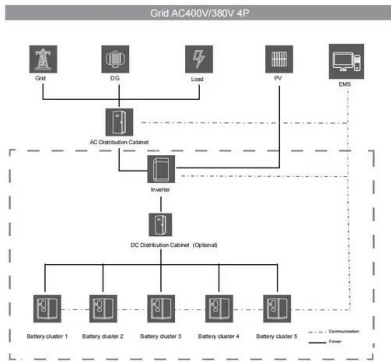 Grid AC400V/380V 4P
Grid
DG
Load
PV
EMS
AC Distribution Cabinet
Inverter
DC Distribution Cabinet (Optional)
Battery cluster 1
Battery cluster 2
Battery cluster 3
Battery cluster 4
Battery cluster 5
Communication
Power